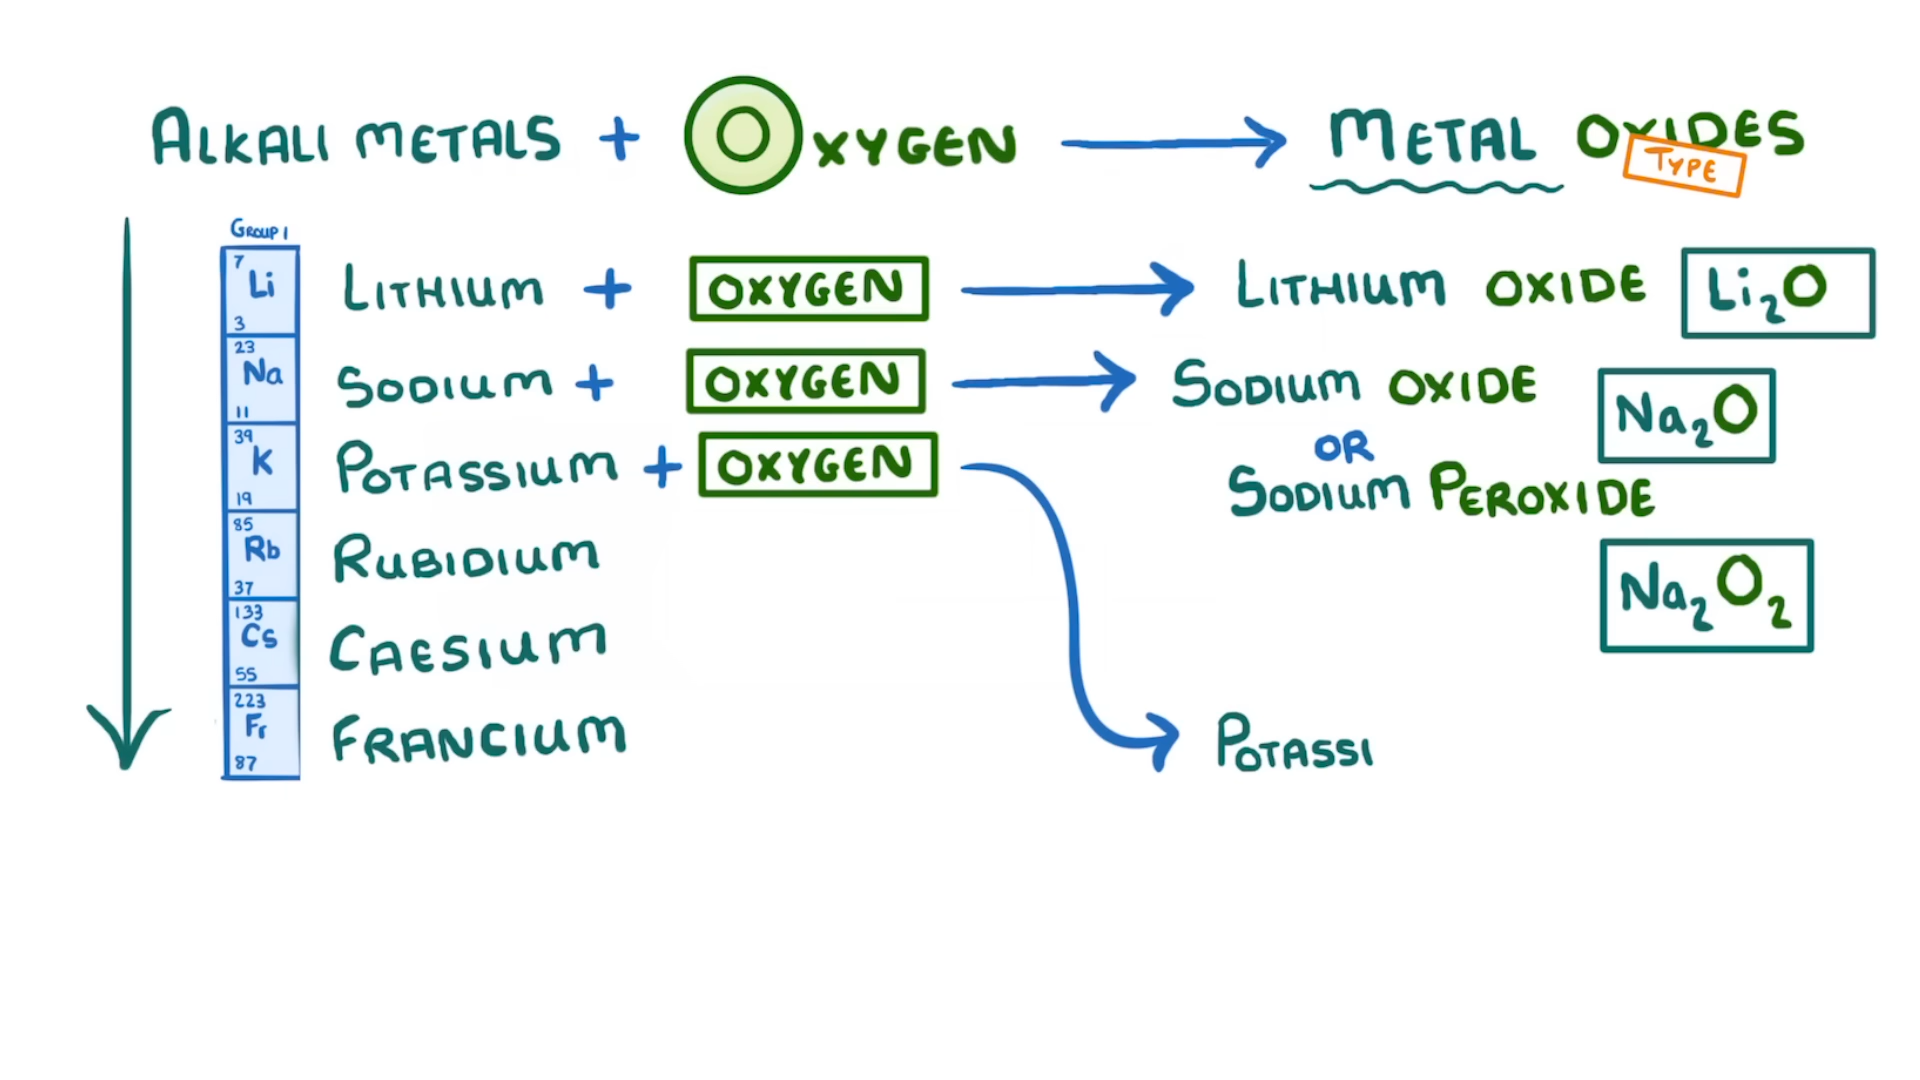 ALKALI METALS + OXYGEN → METAL OXIDES
TYPE
GROUP 1
7
Li
3
LITHIUM + OXYGEN → LITHIUM OXIDE Li₂O
23
Na
11
SODIUM + OXYGEN → SODIUM OXIDE Na₂O
OR
SODIUM PEROXIDE
Na₂O₂
39
K
19
POTASSIUM + OXYGEN → POTASSI
85
Rb
37
RUBIDIUM
133
Cs
55
CAESIUM
223
Fr
87
FRANCIUM